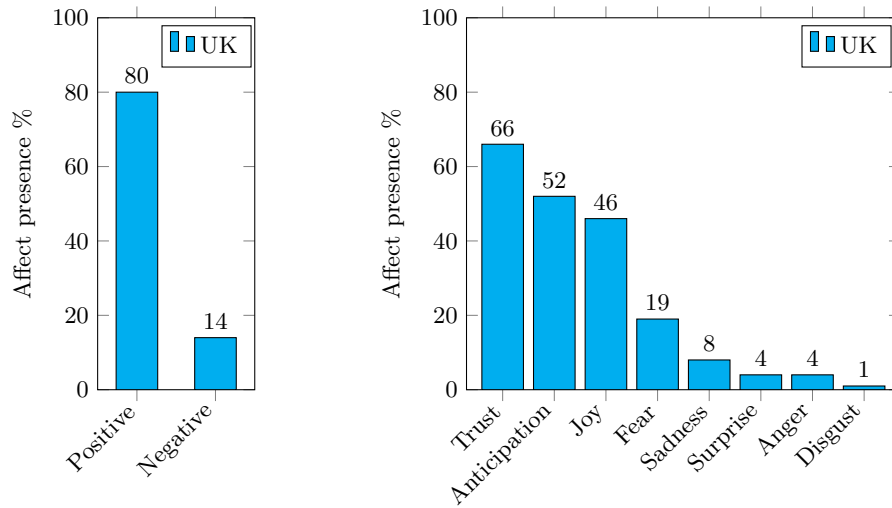 Affect presence %
100
80
60
40
20
0
UK
80
14
Positive
Negative
Affect presence %
100
80
60
40
20
0
UK
66
52
46
19
8
4
4
1
Trust
Anticipation
Joy
Fear
Sadness
Surprise
Anger
Disgust